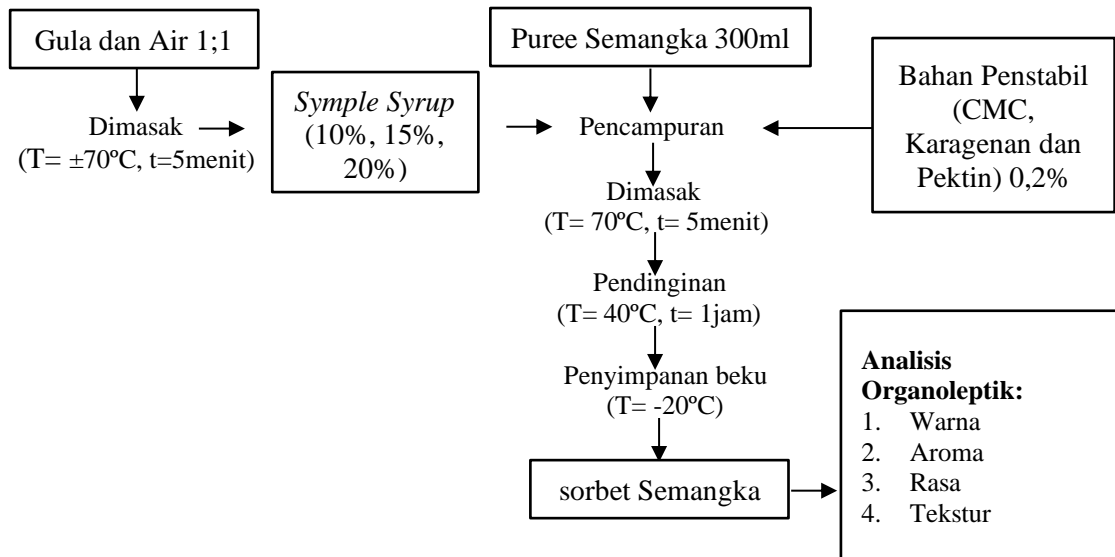 Gula dan Air 1;1
Dimasak
(T= ±70ºC, t=5menit)
Symple Syrup
(10%, 15%,
20%)
Puree Semangka 300ml
Pencampuran
Bahan Penstabil
(CMC,
Karagenan dan
Pektin) 0,2%
Dimasak
(T= 70ºC, t= 5menit)
Pendinginan
(T= 40ºC, t= 1jam)
Penyimpanan beku
(T= -20ºC)
sorbet Semangka
Analisis
Organoleptik:
1. Warna
2. Aroma
3. Rasa
4. Tekstur